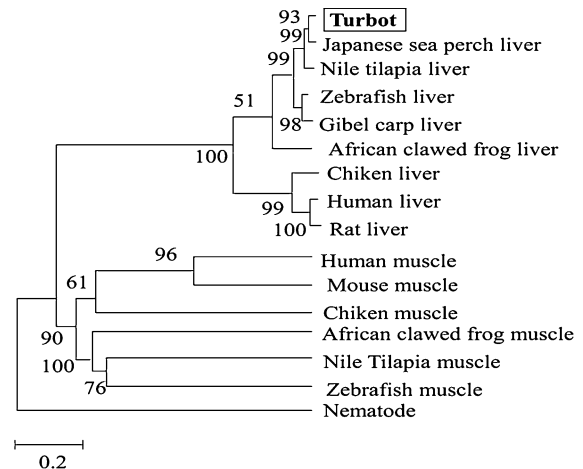 93
Turbot
99
Japanese sea perch liver
99
Nile tilapia liver
51
Zebrafish liver
98
Gibel carp liver
100
African clawed frog liver
Chiken liver
99
Human liver
100
Rat liver
96
Human muscle
61
Mouse muscle
Chiken muscle
90
African clawed frog muscle
100
Nile Tilapia muscle
76
Zebrafish muscle
Nematode
0.2